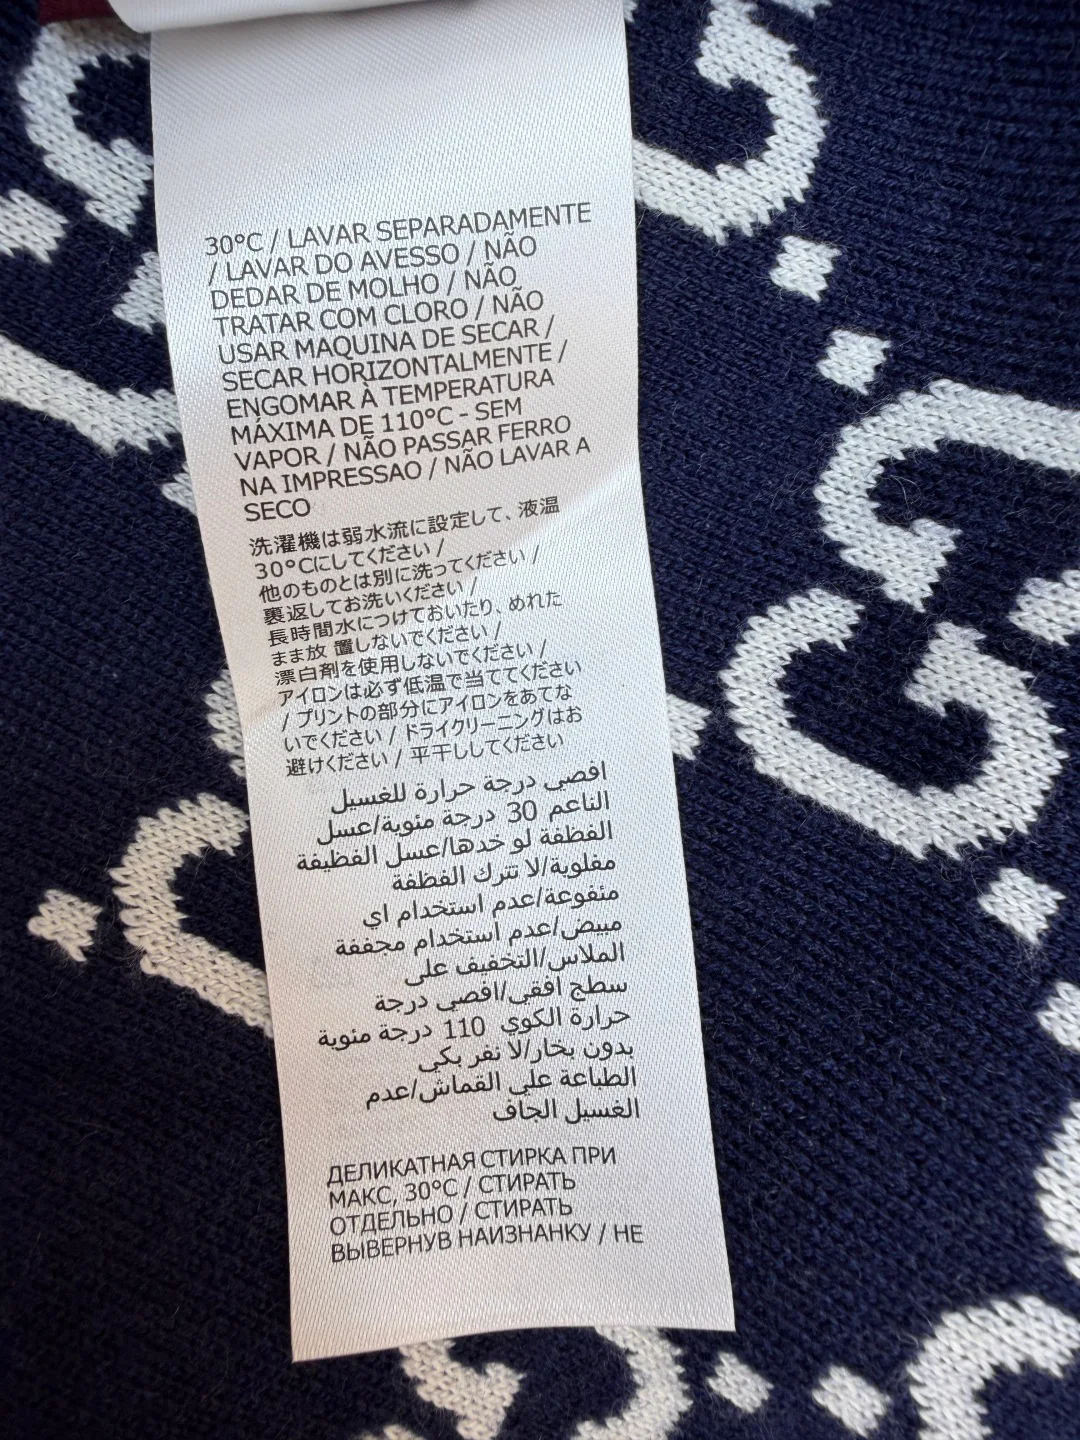 30°C / LAVAR SEPARADAMENTE
/ LAVAR DO AVESSO / NÃO
DEDAR DE MOLHO / NÃO
TRATAR COM CLORO / NÃO
USAR MAQUINA DE SECAR /
SECAR HORIZONTALMENTE /
ENGOMAR À TEMPERATURA
MÁXIMA DE 110°C - SEM
VAPOR / NÃO PASSAR FERRO
NA IMPRESSAO / NÃO LAVAR A
SECO
洗濯機は弱水流に設定して、液温
30°Cにしてください /
他のものとは別に洗ってください /
裏返してお洗いください /
長時間水につけておいたり、めれた
まま放 置しないでください /
漂白剤を使用しないでください /
アイロンは必ず低温で当ててください
/ プリントの部分にアイロンをあてな
いでください / ドライクリーニングはお
避けください / 平干ししてください
اقصى درجة حرارة للغسيل
الناعم 30 درجة مئوية/عسل
الفطفة لو خدها/عسل الفطيفة
مفلوبة/لا تترك الفطفة
منفوعة/عدم استخدام اي
مبيض/عدم استخدام مجففة
الملاس/التخفيف على
سطح افقي/اقصي درجة
حرارة الكوي 110 درجة مئوية
بدون بخار/لا نفر بكي
الطباعة علي القماش/عدم
الغسيل الجاف
ДЕЛИКАТНАЯ СТИРКА ПРИ
МАКС, 30°C / СТИРАТЬ
ОТДЕЛЬНО / СТИРАТЬ
ВЫВЕРНУВ НАИЗНАНКУ / НЕ